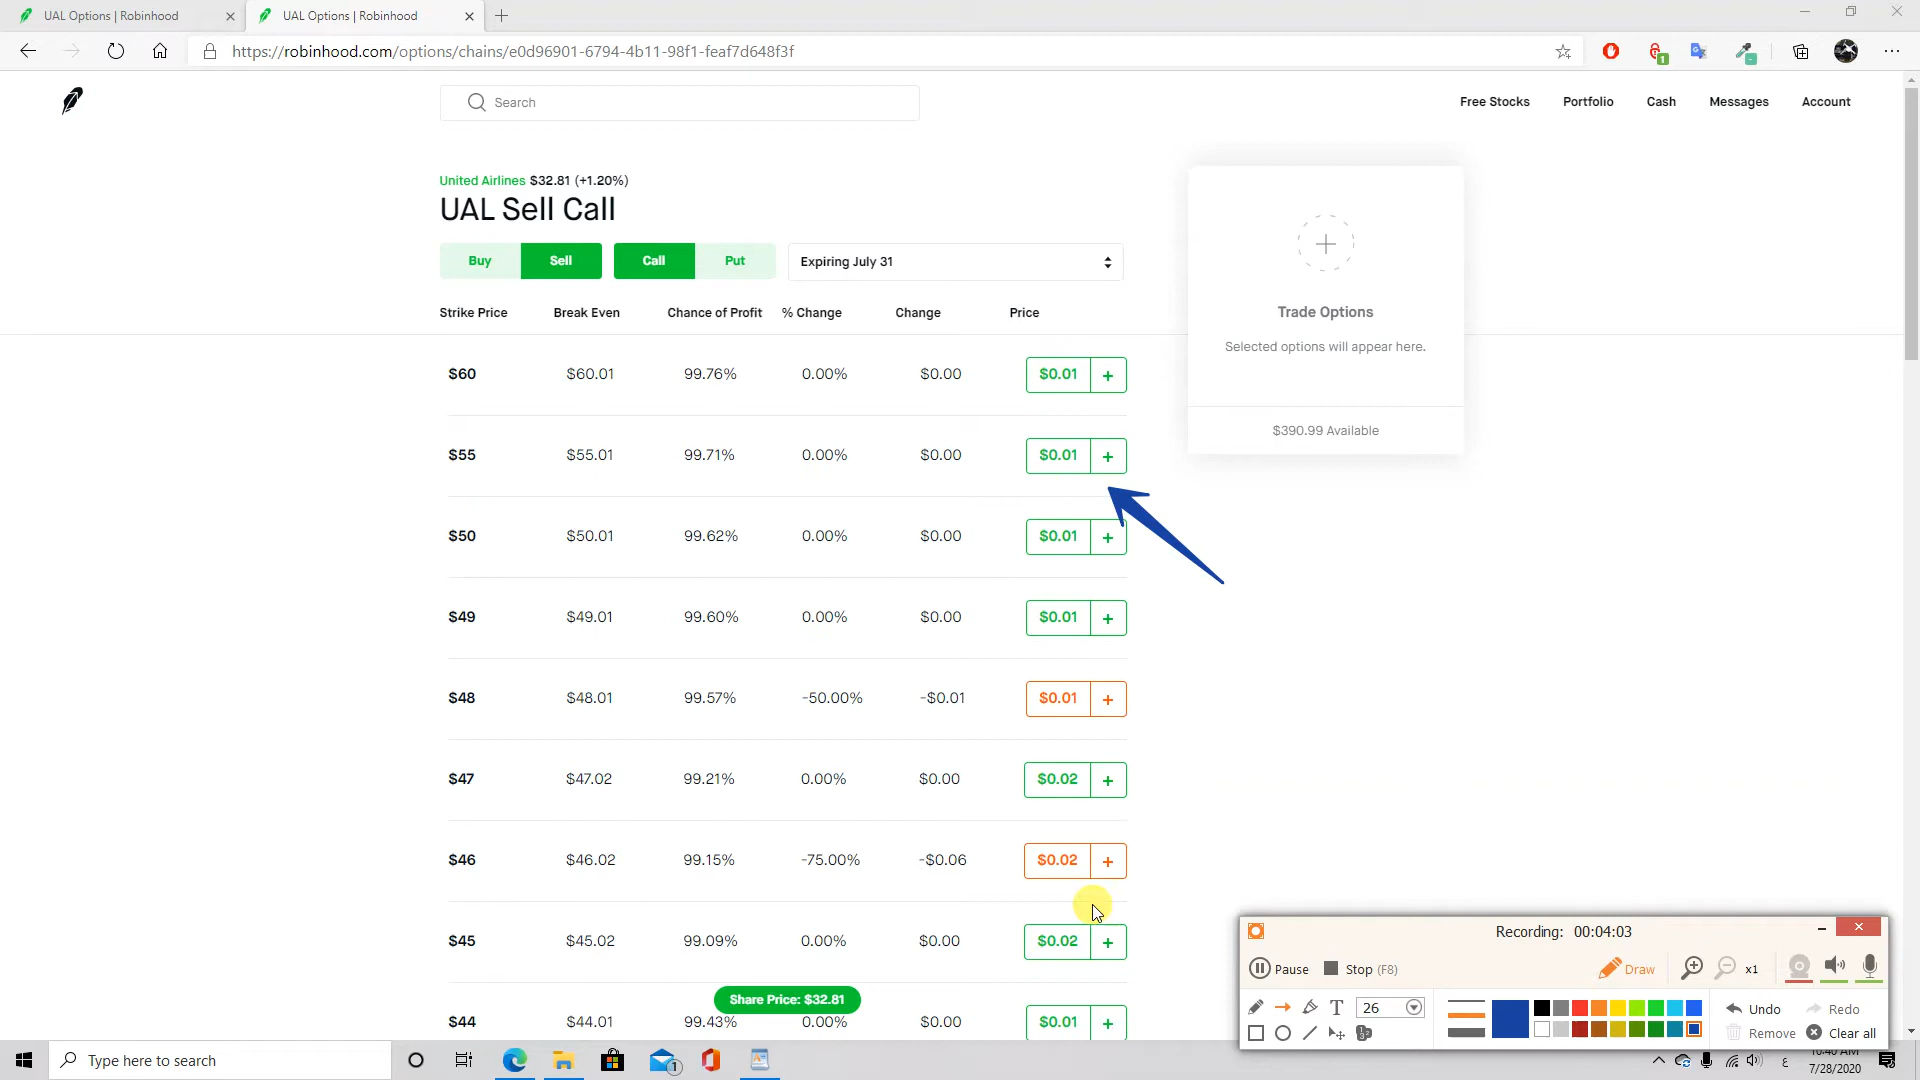 UAL Options | Robinhood
UAL Options | Robinhood
https://robinhood.com/options/chains/e0d96901-6794-4b11-98f1-feaf7d648f3f
1
Search
Free Stocks Portfolio Cash Messages Account
United Airlines $32.81 (+1.20%)
UAL Sell Call
Buy Sell Call Put Expiring July 31
Strike Price Break Even Chance of Profit % Change Change Price
$60 $60.01 99.76% 0.00% $0.00 $0.01 +
$55 $55.01 99.71% 0.00% $0.00 $0.01 +
$50 $50.01 99.62% 0.00% $0.00 $0.01 +
$49 $49.01 99.60% 0.00% $0.00 $0.01 +
$48 $48.01 99.57% -50.00% -$0.01 $0.01 +
$47 $47.02 99.21% 0.00% $0.00 $0.02 +
$46 $46.02 99.15% -75.00% -$0.06 $0.02 +
$45 $45.02 99.09% 0.00% $0.00 $0.02 +
Share Price: $32.81
$44 $44.01 99.43% 0.00% $0.00 $0.01 +
Trade Options
Selected options will appear here.
$390.99 Available
Recording: 00:04:03
Pause Stop (F8) Draw x1
T 26 Undo Redo
Remove Clear all
Type here to search
1
ع
10:40 AM
7/28/2020